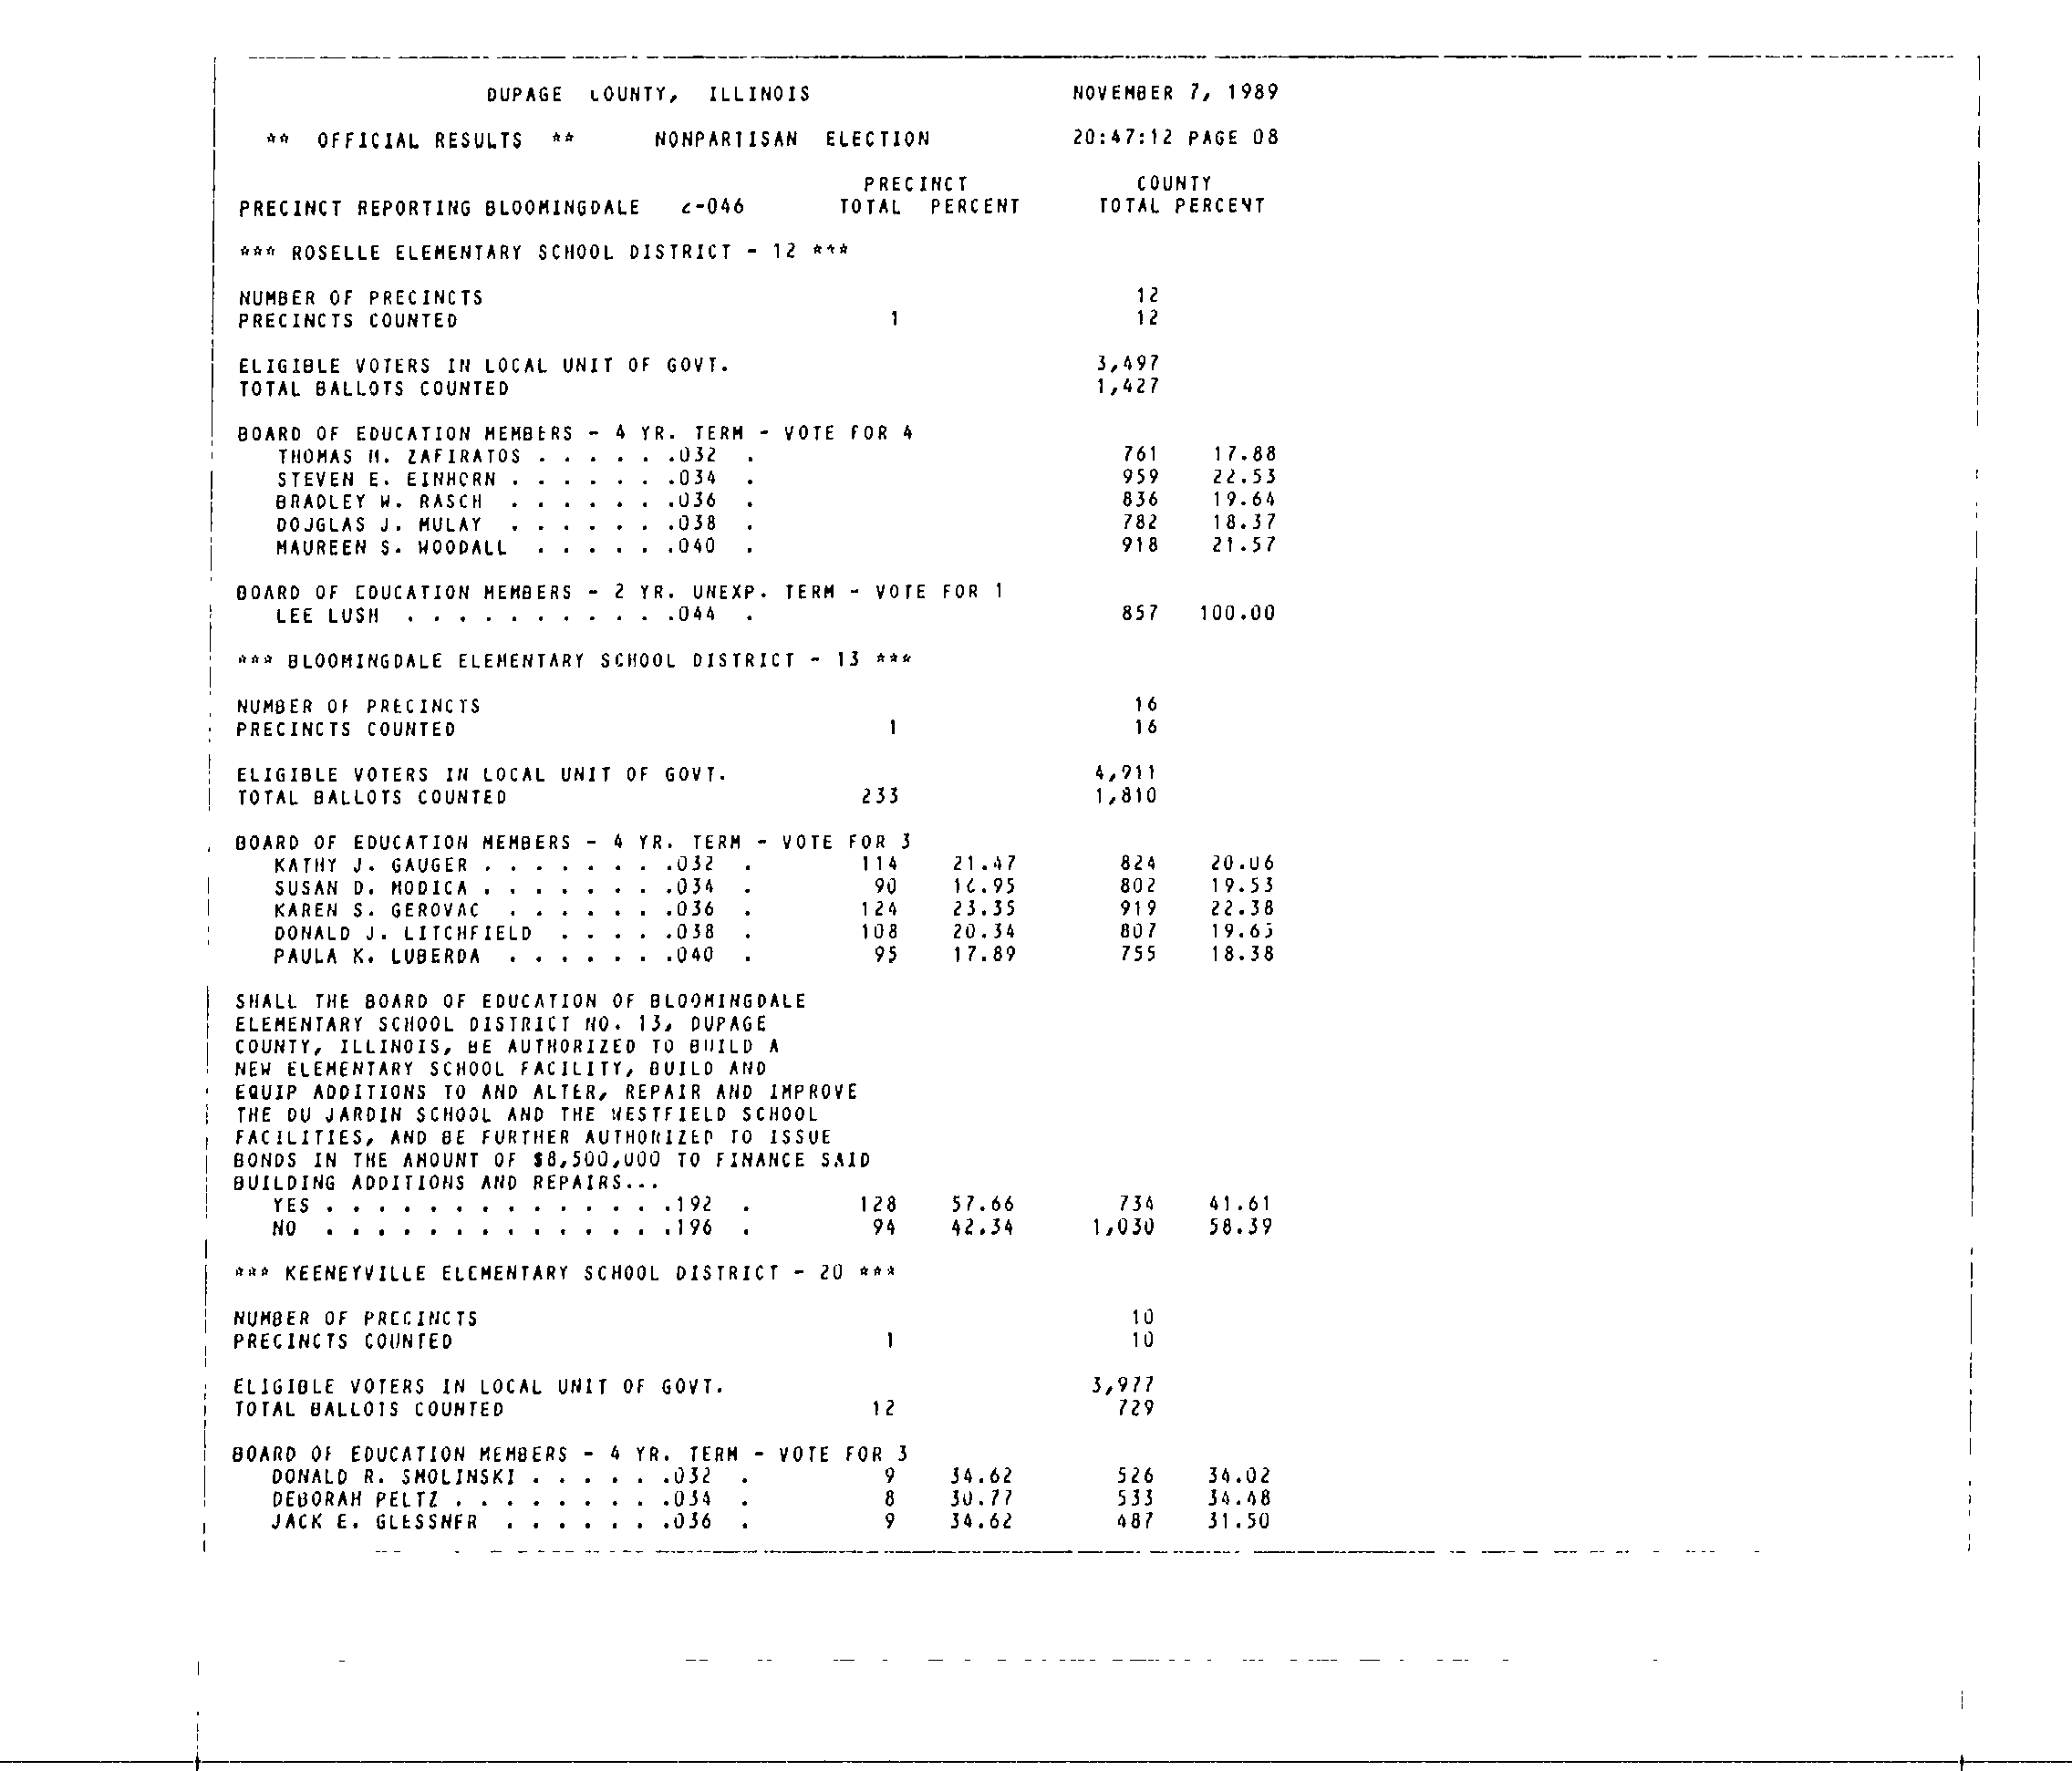 DUPAGE COUNTY, ILLINOIS NOVEMBER 7, 1989
** OFFICIAL RESULTS ** NONPARTISAN ELECTION 20:47:12 PAGE 08
PRECINCT COUNTY
PRECINCT REPORTING BLOOMINGDALE C-046 TOTAL PERCENT TOTAL PERCENT
*** ROSELLE ELEMENTARY SCHOOL DISTRICT - 12 ***
NUMBER OF PRECINCTS 12
PRECINCTS COUNTED 1 12
ELIGIBLE VOTERS IN LOCAL UNIT OF GOVT. 3,497
TOTAL BALLOTS COUNTED 1,427
BOARD OF EDUCATION MEMBERS - 4 YR. TERM - VOTE FOR 4
THOMAS M. ZAFIRATOS . . . . . .032 . 761 17.88
STEVEN E. EINHORN . . . . . . .034 . 959 22.53
BRADLEY W. RASCH . . . . . . .036 . 836 19.64
DOUGLAS J. MULAY . . . . . . .038 . 782 18.37
MAUREEN S. WOODALL . . . . . .040 . 918 21.57
BOARD OF EDUCATION MEMBERS - 2 YR. UNEXP. TERM - VOTE FOR 1
LEE LUSH . . . . . . . . . . .044 . 857 100.00
*** BLOOMINGDALE ELEMENTARY SCHOOL DISTRICT - 13 ***
NUMBER OF PRECINCTS 16
PRECINCTS COUNTED 1 16
ELIGIBLE VOTERS IN LOCAL UNIT OF GOVT. 4,911
TOTAL BALLOTS COUNTED 233 1,810
BOARD OF EDUCATION MEMBERS - 4 YR. TERM - VOTE FOR 3
KATHY J. GAUGER . . . . . . . .032 . 114 21.47 824 20.06
SUSAN D. MODICA . . . . . . . .034 . 90 16.95 802 19.53
KAREN S. GEROVAC . . . . . . .036 . 124 23.35 919 22.38
DONALD J. LITCHFIELD . . . . .038 . 108 20.34 807 19.65
PAULA K. LUBERDA . . . . . . .040 . 95 17.89 755 18.38
SHALL THE BOARD OF EDUCATION OF BLOOMINGDALE
ELEMENTARY SCHOOL DISTRICT NO. 13, DUPAGE
COUNTY, ILLINOIS, BE AUTHORIZED TO BUILD A
NEW ELEMENTARY SCHOOL FACILITY, BUILD AND
EQUIP ADDITIONS TO AND ALTER, REPAIR AND IMPROVE
THE DU JARDIN SCHOOL AND THE WESTFIELD SCHOOL
FACILITIES, AND BE FURTHER AUTHORIZED TO ISSUE
BONDS IN THE AMOUNT OF $8,500,000 TO FINANCE SAID
BUILDING ADDITIONS AND REPAIRS...
YES . . . . . . . . . . . . . .192 . 128 57.66 734 41.61
NO . . . . . . . . . . . . . .196 . 94 42.34 1,030 58.39
*** KEENEYVILLE ELEMENTARY SCHOOL DISTRICT - 20 ***
NUMBER OF PRECINCTS 10
PRECINCTS COUNTED 1 10
ELIGIBLE VOTERS IN LOCAL UNIT OF GOVT. 3,977
TOTAL BALLOTS COUNTED 12 729
BOARD OF EDUCATION MEMBERS - 4 YR. TERM - VOTE FOR 3
DONALD R. SMOLINSKI . . . . . .032 . 9 34.62 526 34.02
DEBORAH PELTZ . . . . . . . . .034 . 8 30.77 533 34.48
JACK E. GLESSNER . . . . . . .036 . 9 34.62 487 31.50